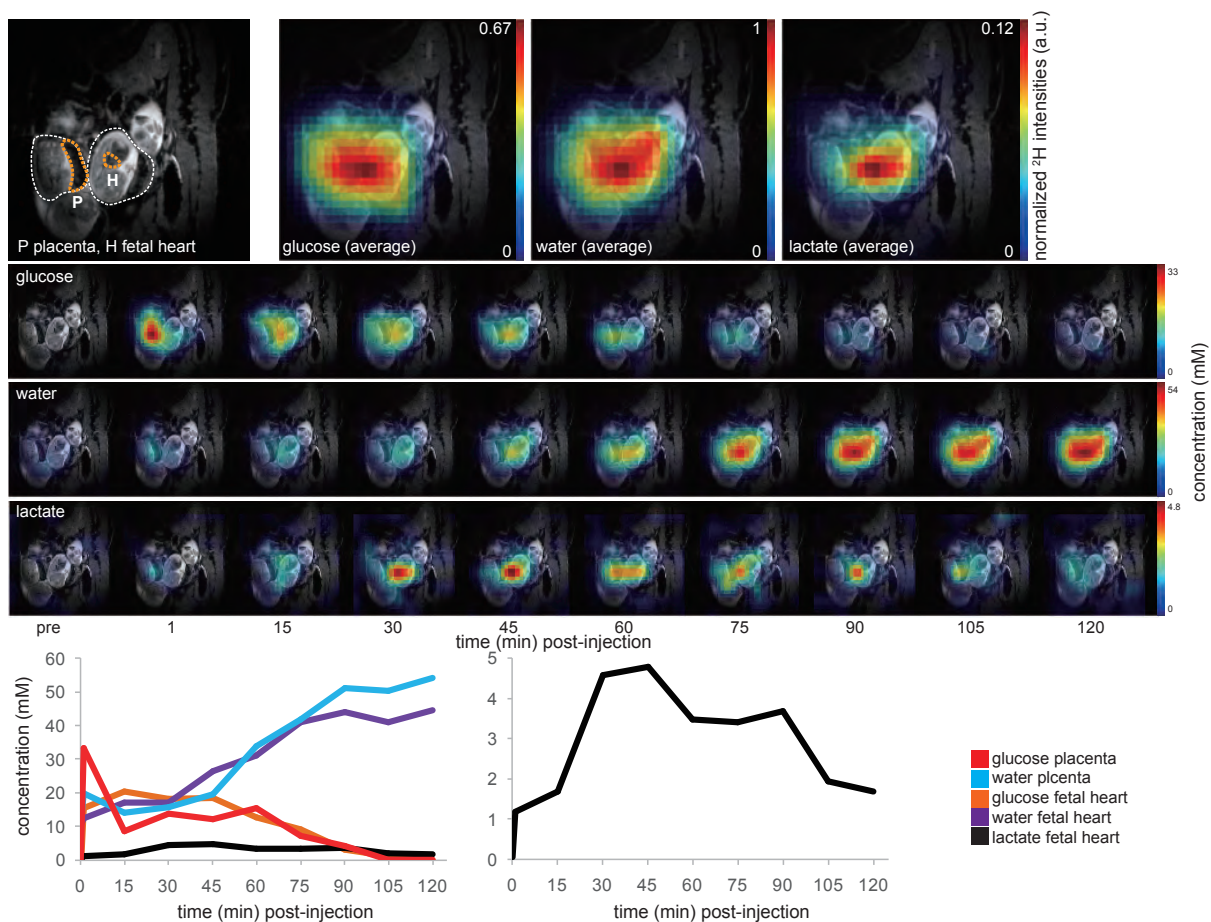 0.67
1
0.12
P
H
P placenta, H fetal heart
glucose (average)
0
water (average)
0
lactate (average)
0
normalized ²H intensities (a.u.)
glucose
33
0
water
54
0
lactate
4.8
0
concentration (mM)
pre 1 15 30 45 60 75 90 105 120
time (min) post-injection
60
50
40
30
20
10
0
concentration (mM)
0 15 30 45 60 75 90 105 120
time (min) post-injection
5
4
3
2
1
0
0 15 30 45 60 75 90 105 120
time (min) post-injection
glucose placenta
water plcenta
glucose fetal heart
water fetal heart
lactate fetal heart